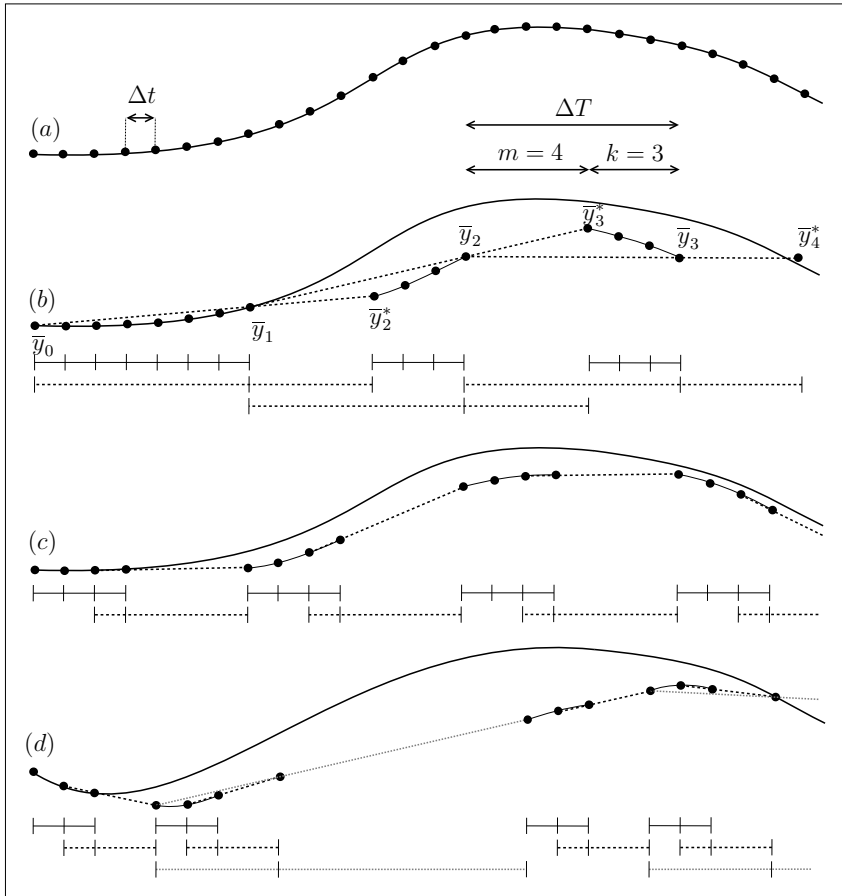 Δt
(a)
ΔT
m = 4
k = 3
y̅₃*
y̅₂
y̅₃
y̅₄*
(b)
y̅₀
y̅₁
y̅₂*
(c)
(d)